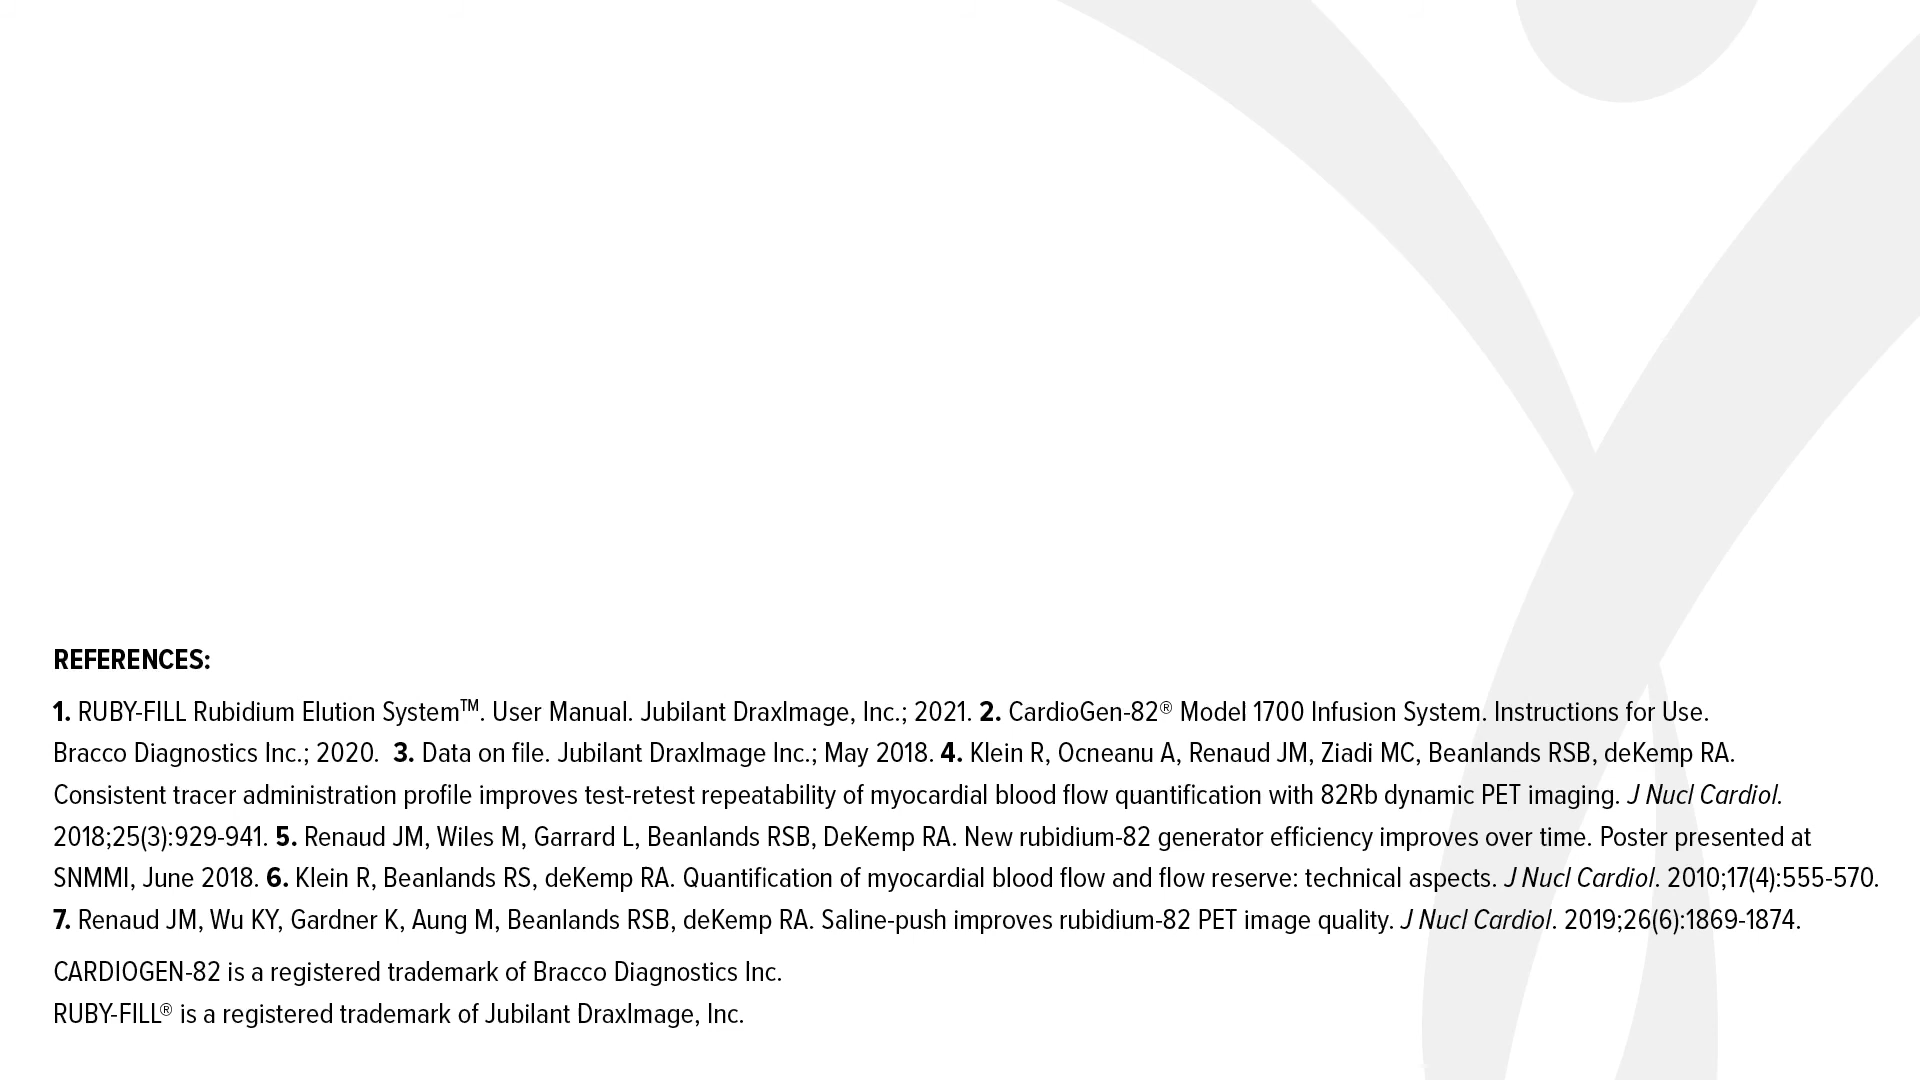 REFERENCES:
1. RUBY-FILL Rubidium Elution System™. User Manual. Jubilant DraxImage, Inc.; 2021. 2. CardioGen-82® Model 1700 Infusion System. Instructions for Use.
Bracco Diagnostics Inc.; 2020. 3. Data on file. Jubilant DraxImage Inc.; May 2018. 4. Klein R, Ocneanu A, Renaud JM, Ziadi MC, Beanlands RSB, deKemp RA.
Consistent tracer administration profile improves test-retest repeatability of myocardial blood flow quantification with 82Rb dynamic PET imaging. J Nucl Cardiol.
2018;25(3):929-941. 5. Renaud JM, Wiles M, Garrard L, Beanlands RSB, DeKemp RA. New rubidium-82 generator efficiency improves over time. Poster presented at
SNMMI, June 2018. 6. Klein R, Beanlands RS, deKemp RA. Quantification of myocardial blood flow and flow reserve: technical aspects. J Nucl Cardiol. 2010;17(4):555-570.
7. Renaud JM, Wu KY, Gardner K, Aung M, Beanlands RSB, deKemp RA. Saline-push improves rubidium-82 PET image quality. J Nucl Cardiol. 2019;26(6):1869-1874.
CARDIOGEN-82 is a registered trademark of Bracco Diagnostics Inc.
RUBY-FILL® is a registered trademark of Jubilant DraxImage, Inc.